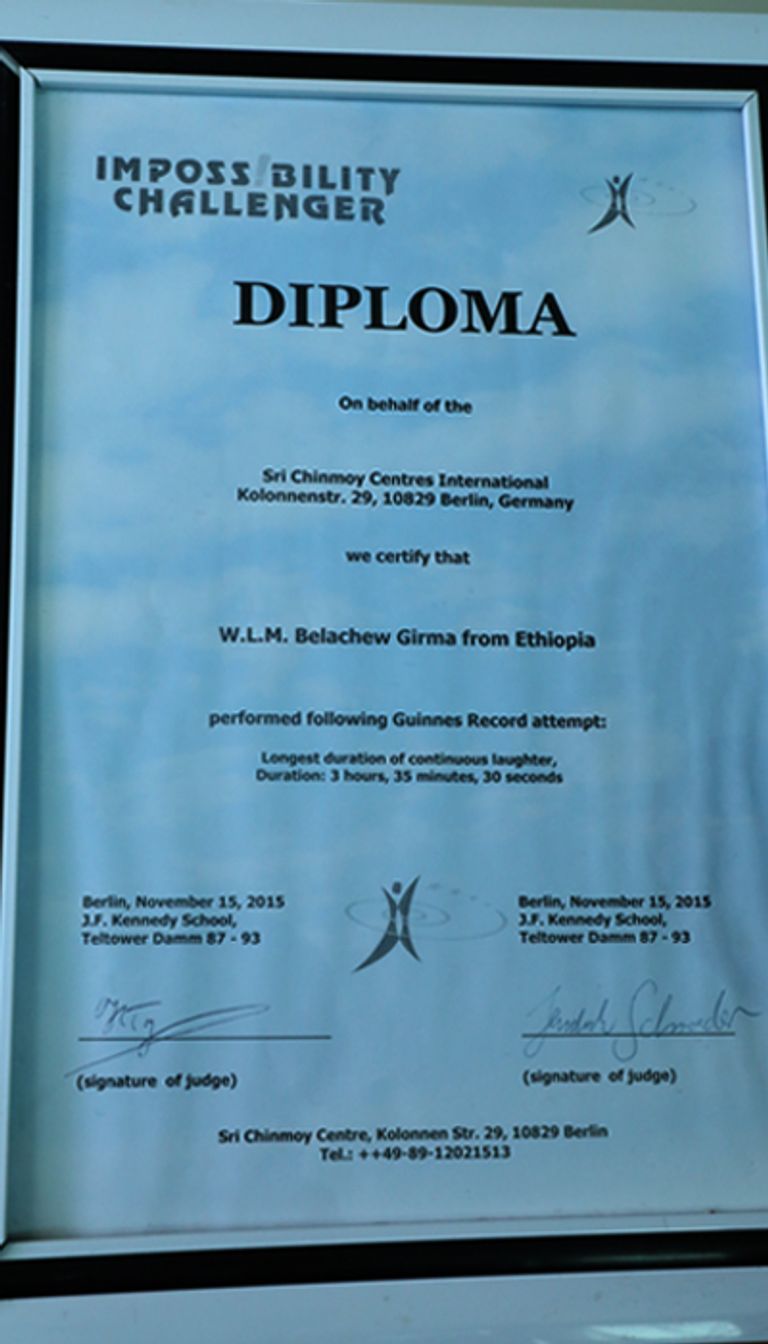 IMPOSSIBILITY
CHALLENGER
DIPLOMA
On behalf of the
Sri Chinmoy Centres International
Kolonnenstr. 29, 10829 Berlin, Germany
we certify that
W.L.M. Belachew Girma from Ethiopia
performed following Guinnes Record attempt:
Longest duration of continuous laughter,
Duration: 3 hours, 35 minutes, 30 seconds
Berlin, November 15, 2015
J.F. Kennedy School,
Teltower Damm 87 - 93
(signature of judge)
Berlin, November 15, 2015
J.F. Kennedy School,
Teltower Damm 87 - 93
Schroeder
(signature of judge)
Sri Chinmoy Centre, Kolonnen Str. 29, 10829 Berlin
Tel.: ++49-89-12021513